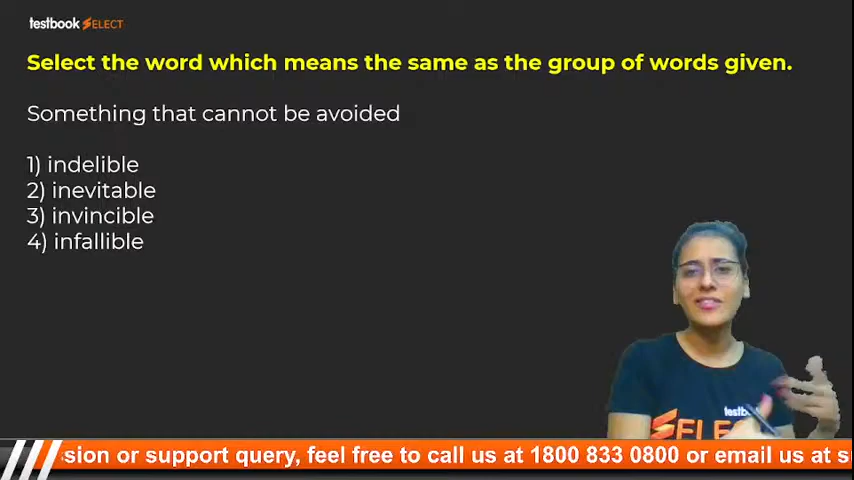 testbook SELECT
Select the word which means the same as the group of words given.
Something that cannot be avoided
1) indelible
2) inevitable
3) invincible
4) infallible
testb
SELE
sion or support query, feel free to call us at 1800 833 0800 or email us at s